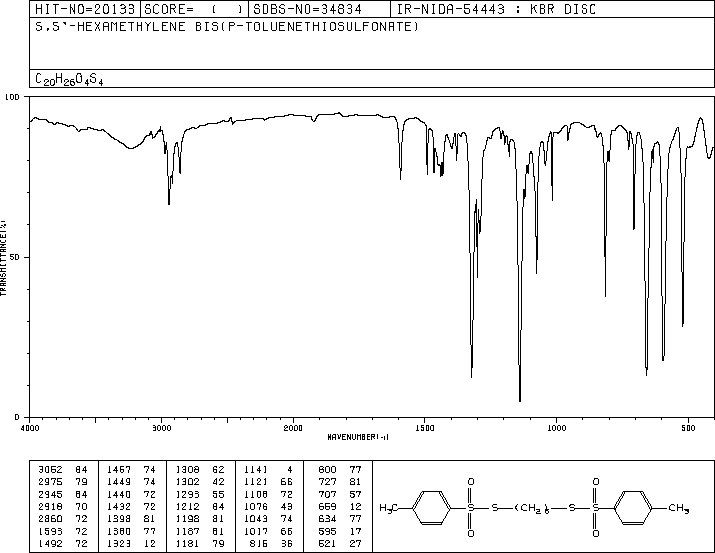 HIT-NO=20133 SCORE= ( ) SDBS-NO=34834 IR-NIDA-54443 : KBR DISC
S,S'-HEXAMETHYLENE BIS(P-TOLUENETHIOSULFONATE)
C20H26O4S4
100
50
0
TRANSMITTANCE(%)
4000 3000 2000 1500 1000 500
WAVENUMBER(-1)
3062 84 1467 74 1308 62 1141 4 800 77
2975 79 1449 74 1302 42 1121 66 727 81
2945 64 1440 72 1293 55 1108 72 707 57
2918 70 1432 72 1212 84 1076 43 659 12
2860 72 1398 81 1198 81 1043 74 634 77
1593 72 1380 77 1187 81 1017 66 595 17
1492 72 1323 12 1181 79 816 36 521 27
O O
H3C S S (CH2)6 S S CH3
O O